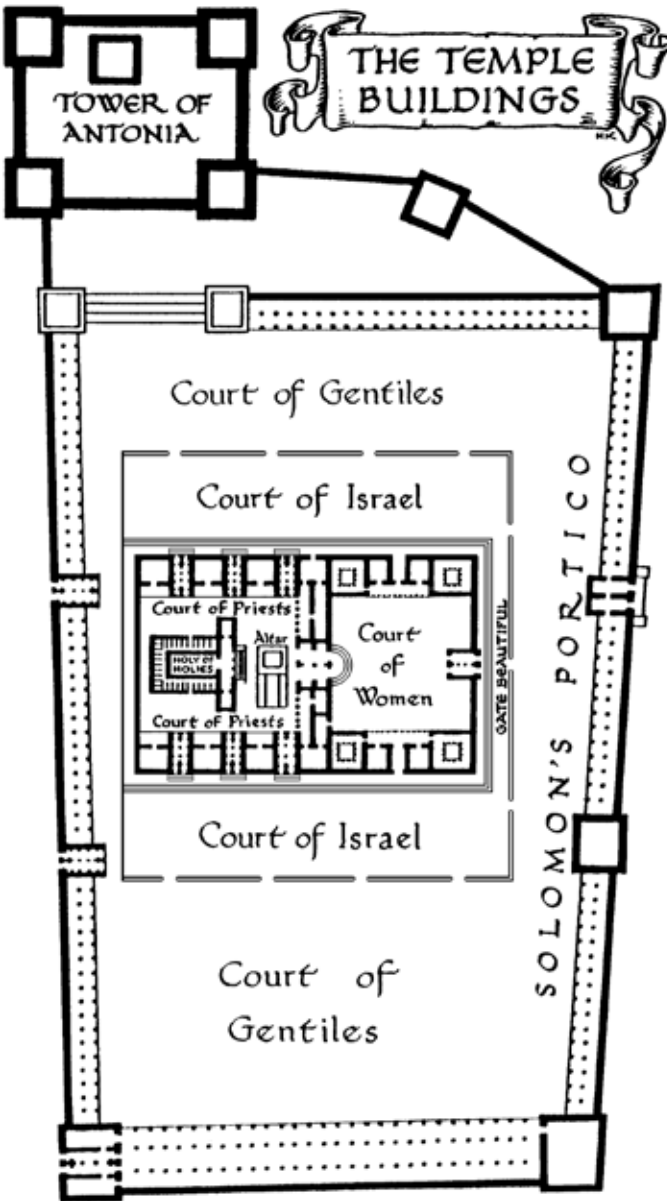 THE TEMPLE
BUILDINGS
TOWER OF
ANTONIA
Court of Gentiles
Court of Israel
Court of Priests
Altar
HOLY OF
HOLIES
Court of Priests
Court
of
Women
GATE BEAUTIFUL
SOLOMON'S PORTICO
Court of Israel
Court of
Gentiles